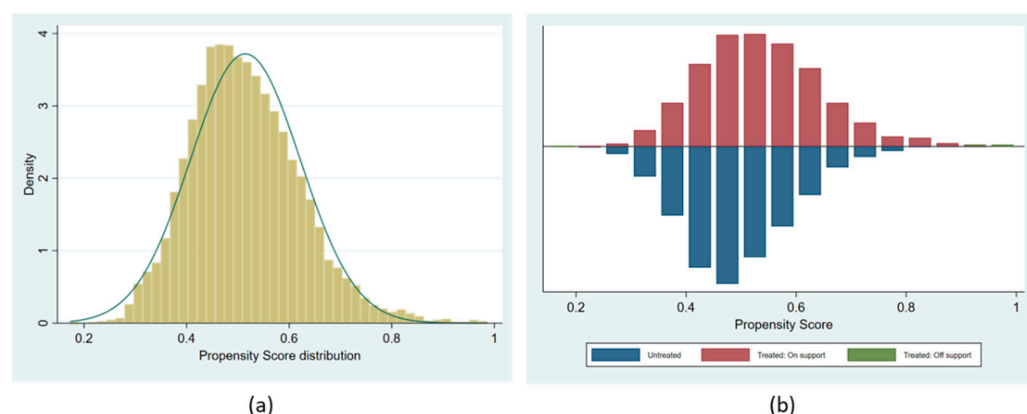 4
3
2
1
0
Density
0.2 0.4 0.6 0.8 1
Propensity Score distribution
(a)
0.2 0.4 0.6 0.8 1
Propensity Score
Untreated Treated: On support Treated: Off support
(b)